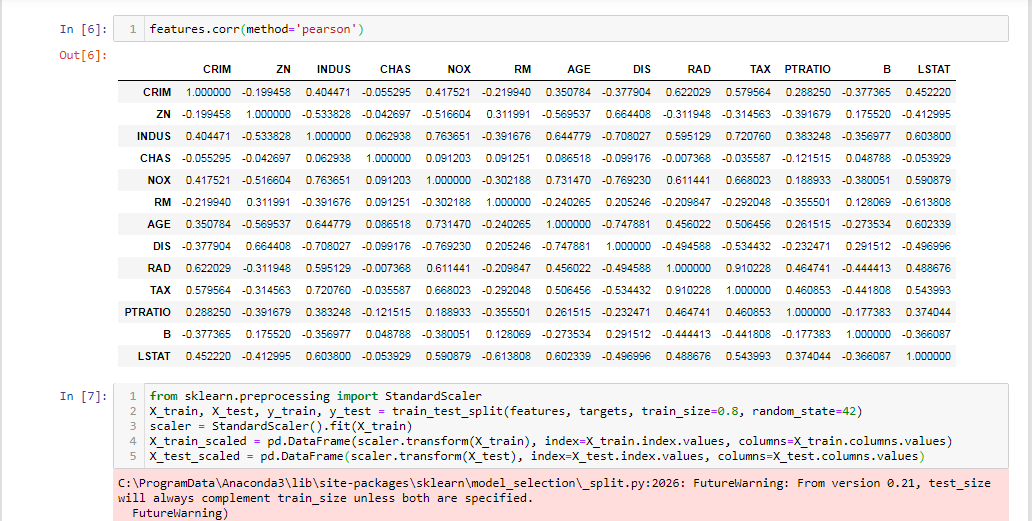 In [6]: 1 features.corr(method='pearson')
Out[6]:
CRIM ZN INDUS CHAS NOX RM AGE DIS RAD TAX PTRATIO B LSTAT
CRIM 1.000000 -0.199458 0.404471 -0.055295 0.417521 -0.219940 0.350784 -0.377904 0.622029 0.579564 0.288250 -0.377365 0.452220
ZN -0.199458 1.000000 -0.533828 -0.042697 -0.516604 0.311991 -0.569537 0.664408 -0.311948 -0.314563 -0.391679 0.175520 -0.412995
INDUS 0.404471 -0.533828 1.000000 0.062938 0.763651 -0.391676 0.644779 -0.708027 0.595129 0.720760 0.383248 -0.356977 0.603800
CHAS -0.055295 -0.042697 0.062938 1.000000 0.091203 0.091251 0.086518 -0.099176 -0.007368 -0.035587 -0.121515 0.048788 -0.053929
NOX 0.417521 -0.516604 0.763651 0.091203 1.000000 -0.302188 0.731470 -0.769230 0.611441 0.668023 0.188933 -0.380051 0.590879
RM -0.219940 0.311991 -0.391676 0.091251 -0.302188 1.000000 -0.240265 0.205246 -0.209847 -0.292048 -0.355501 0.128069 -0.613808
AGE 0.350784 -0.569537 0.644779 0.086518 0.731470 -0.240265 1.000000 -0.747881 0.456022 0.506456 0.261515 -0.273534 0.602339
DIS -0.377904 0.664408 -0.708027 -0.099176 -0.769230 0.205246 -0.747881 1.000000 -0.494588 -0.534432 -0.232471 0.291512 -0.496996
RAD 0.622029 -0.311948 0.595129 -0.007368 0.611441 -0.209847 0.456022 -0.494588 1.000000 0.910228 0.464741 -0.444413 0.488676
TAX 0.579564 -0.314563 0.720760 -0.035587 0.668023 -0.292048 0.506456 -0.534432 0.910228 1.000000 0.460853 -0.441808 0.543993
PTRATIO 0.288250 -0.391679 0.383248 -0.121515 0.188933 -0.355501 0.261515 -0.232471 0.464741 0.460853 1.000000 -0.177383 0.374044
B -0.377365 0.175520 -0.356977 0.048788 -0.380051 0.128069 -0.273534 0.291512 -0.444413 -0.441808 -0.177383 1.000000 -0.366087
LSTAT 0.452220 -0.412995 0.603800 -0.053929 0.590879 -0.613808 0.602339 -0.496996 0.488676 0.543993 0.374044 -0.366087 1.000000
In [7]: 1 from sklearn.preprocessing import StandardScaler
2 X_train, X_test, y_train, y_test = train_test_split(features, targets, train_size=0.8, random_state=42)
3 scaler = StandardScaler().fit(X_train)
4 X_train_scaled = pd.DataFrame(scaler.transform(X_train), index=X_train.index.values, columns=X_train.columns.values)
5 X_test_scaled = pd.DataFrame(scaler.transform(X_test), index=X_test.index.values, columns=X_test.columns.values)
C:\ProgramData\Anaconda3\lib\site-packages\sklearn\model_selection\_split.py:2026: FutureWarning: From version 0.21, test_size
will always complement train_size unless both are specified.
FutureWarning)